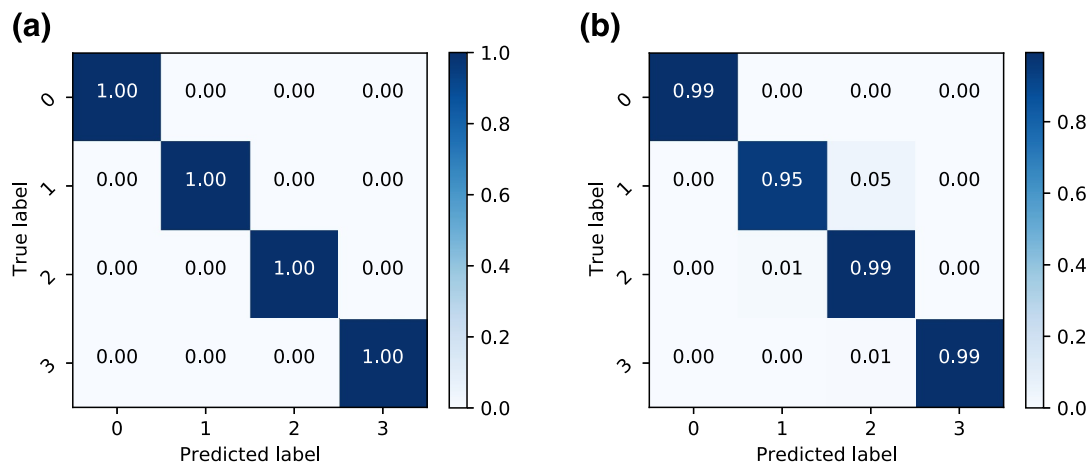 (a)
1.00 0.00 0.00 0.00
0.00 1.00 0.00 0.00
0.00 0.00 1.00 0.00
0.00 0.00 0.00 1.00
0
1
2
3
True label
0 1 2 3
Predicted label
1.0
0.8
0.6
0.4
0.2
0.0
(b)
0.99 0.00 0.00 0.00
0.00 0.95 0.05 0.00
0.00 0.01 0.99 0.00
0.00 0.00 0.01 0.99
0
1
2
3
True label
0 1 2 3
Predicted label
0.8
0.6
0.4
0.2
0.0